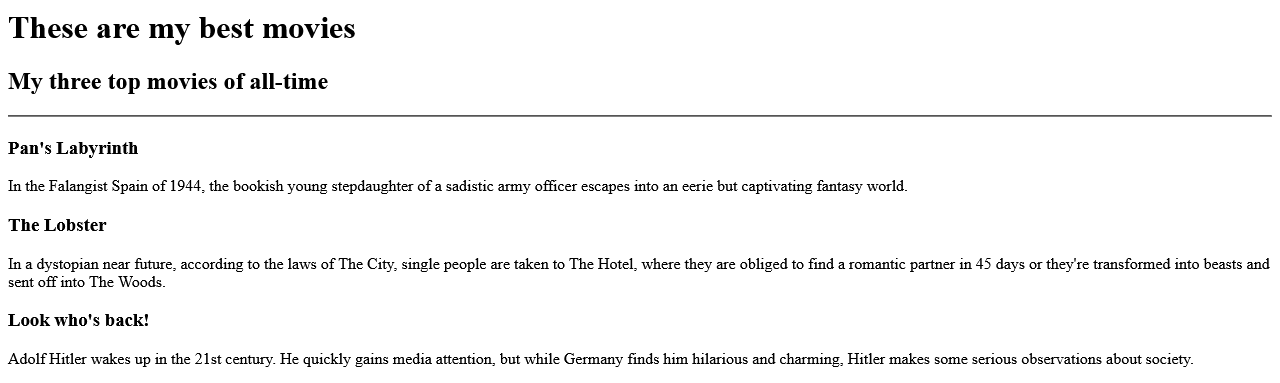 These are my best movies
My three top movies of all-time
Pan's Labyrinth
In the Falangist Spain of 1944, the bookish young stepdaughter of a sadistic army officer escapes into an eerie but captivating fantasy world.
The Lobster
In a dystopian near future, according to the laws of The City, single people are taken to The Hotel, where they are obliged to find a romantic partner in 45 days or they're transformed into beasts and
sent off into The Woods.
Look who's back!
Adolf Hitler wakes up in the 21st century. He quickly gains media attention, but while Germany finds him hilarious and charming, Hitler makes some serious observations about society.